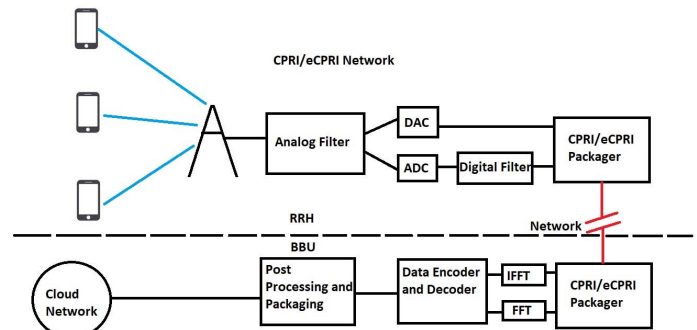 CPRI/eCPRI Network
DAC
Analog Filter
CPRI/eCPRI
Packager
ADC
Digital Filter
RRH
Network
BBU
Post
Processing and
Packaging
Data Encoder
and Decoder
IFFT
CPRI/eCPRI
Packager
FFT
Cloud
Network